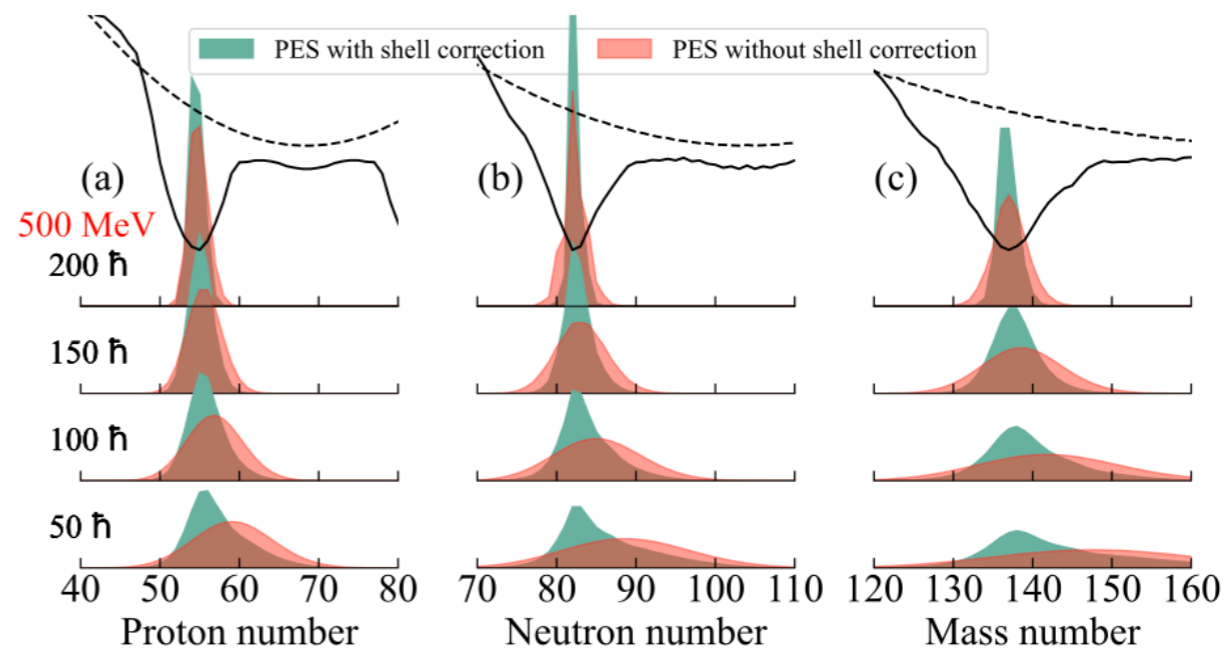 PES with shell correction PES without shell correction
(a) (b) (c)
500 MeV
200 ħ
150 ħ
100 ħ
50 ħ
40 50 60 70 80 70 80 90 100 110 120 130 140 150 160
Proton number Neutron number Mass number